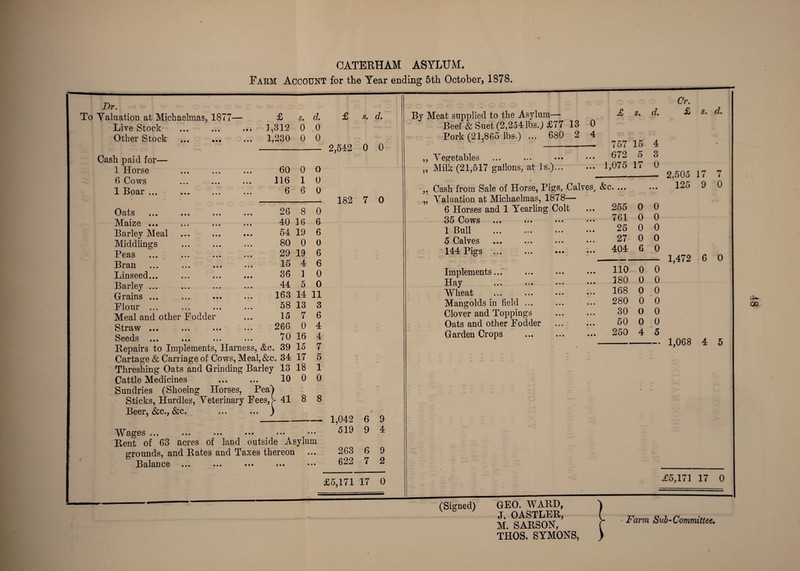 CATERHAM ASYLUM.
FARM ACCOUNT for the Year ending 5th October, 1878.
Dr.
To Valuation at Michaelmas, 1877— £ s. d. £ s. d.
Live Stock ... ... ... 1,312 0 0
Other Stock ... ... ... 1,230 0 0
2,542 0 0
Cash paid for—
1 Horse ... ... ... 60 0 0
6 Cows ... ... ... 116 1 0
1 Boar ... ... ... ... 6 6 0
182 7 0
Oats ... ... ... ... 26 8 0
Maize ... ... ... ... 40 16 6
Barley Meal ... ... ... 54 19 6
Middlings ... ... ... 80 0 0
Peas ... ... ... ... 29 19 6
Bran ... ... ... ... 15 4 6
Linseed... ... ... ... 36 1 0
Barley ... ... ... ... 44 5 0
Grains ... ... ... ... 163 14 11
Flour ... ... ... ... 58 13 3
Meal and other Fodder ... 15 7 6
Straw ... ... ... ... 266 0 4
Seeds ... ... ... ... 70 16 4
Repairs to Implements, Harness, &c. 39 15 7
Cartage & Carriage of Cows, Meal,&c. 34 17 5
Threshing Oats and Grinding Barley 13 18 1
Cattle Medicines ... ... 10 0 0
Sundries (Shoeing Horses, Pea
Sticks, Hurdles, Veterinary Fees, } 41 8 8
Beer, &c., &c. ... ... )
1,042 6 9
Wages ... ... ... ... ... ... 519 9 4
Rent of 63 acres of land outside Asylum
grounds, and Rates and Taxes thereon ... 263 6 9
Balance ... ... ... ... ... 622 7 2
£5,171 17 0
Cr.
By Meat supplied to the Asylum— £ s. d. £ s. d.
Beef & Suet (2,254 lbs.) £77 13 0
Pork (21,865 lbs.) ... 680 2 4
757 15 4
„ Vegetables ... ... ... ... 672 5 3
„ Milk (21,517 gallons, at 1s.)... ... 1,075 17 0
2,505 17 7
„ Cash from Sale of Horse, Pigs, Calves, &c. ... ... 125 9 0
„ Valuation at Michaelmas, 1878—
6 Horses and 1 Yearling Colt ... 255 0 0
35 Cows ... ... ... ... 761 0 0
1 Bull ... ... ... ... 25 0 0
5 Calves ... ... ... ... 27 0 0
144 Pigs ... ... ... ... 404 6 0
1,472 6 0
Implements... ... ... ... 110 0 0
Hay ... ... ... ... 180 0 0
Wheat ... ... ... ... 168 0 0
Mangolds in field ... ... ... 280 0 0
Clover and Toppings ... ... 30 0 0
Oats and other Fodder ... ... 50 0 0
Garden Crops ... ... ... 250 4 5
1,068 4 5
£5,171 17 0
(Signed) GEO. WARD,
J. OASTLER,
M. SARSON,
THOS. SYMONS,
} Farm Sub-Committee.
84